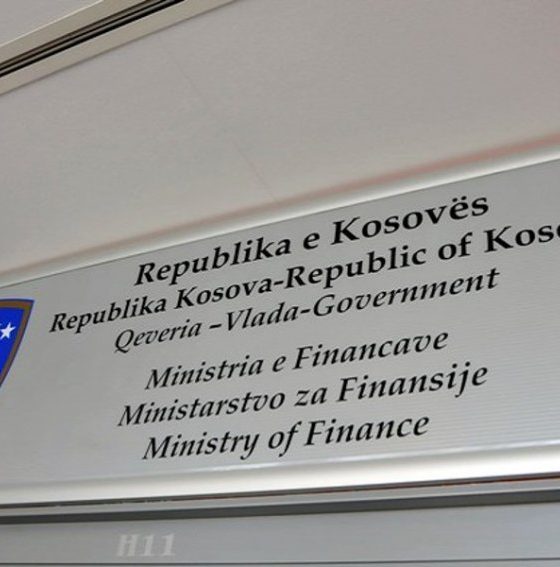 Republika e Kosovës
Republika Kosova-Republic of
Qeveria –Vlada-Government
Ministria e Financave
Ministarstvo za Finansije
Ministry of Finance
H11